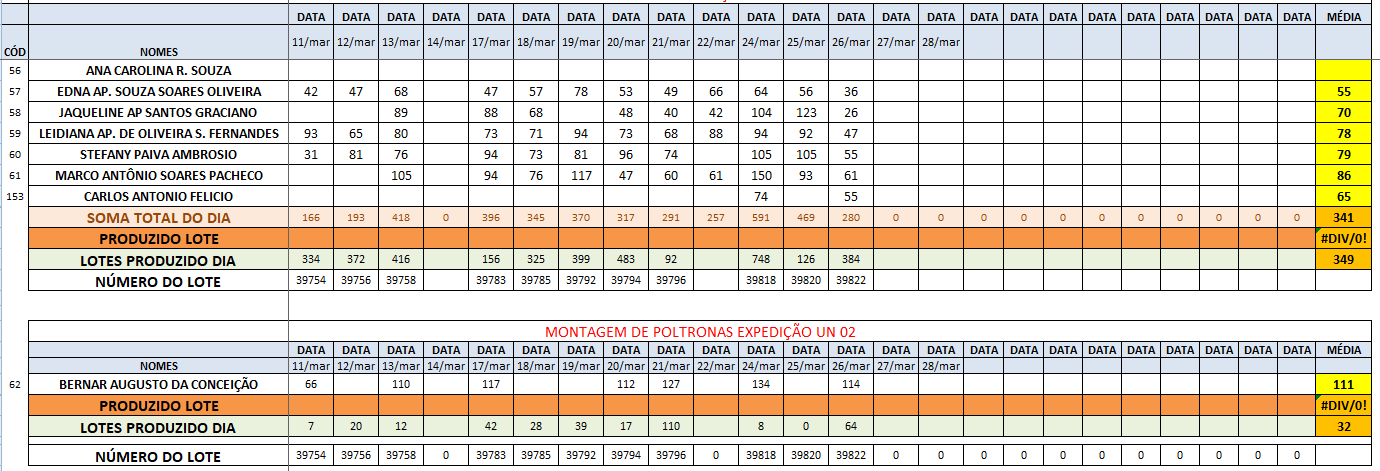 DATA DATA DATA DATA DATA DATA DATA DATA DATA DATA DATA DATA DATA DATA DATA DATA DATA DATA DATA DATA DATA DATA DATA DATA MÉDIA
CÓD NOMES 11/mar 12/mar 13/mar 14/mar 17/mar 18/mar 19/mar 20/mar 21/mar 22/mar 24/mar 25/mar 26/mar 27/mar 28/mar
56 ANA CAROLINA R. SOUZA
57 EDNA AP. SOUZA SOARES OLIVEIRA 42 47 68 47 57 78 53 49 66 64 56 36 55
58 JAQUELINE AP SANTOS GRACIANO 89 88 68 48 40 42 104 123 26 70
59 LEIDIANA AP. DE OLIVEIRA S. FERNANDES 93 65 80 73 71 94 73 68 88 94 92 47 78
60 STEFANY PAIVA AMBROSIO 31 81 76 94 73 81 96 74 105 105 55 79
61 MARCO ANTÔNIO SOARES PACHECO 105 94 76 117 47 60 61 150 93 61 86
153 CARLOS ANTONIO FELICIO 74 55 65
SOMA TOTAL DO DIA 166 193 418 0 396 345 370 317 291 257 591 469 280 0 0 0 0 0 0 0 0 0 0 0 341
PRODUZIDO LOTE #DIV/0!
LOTES PRODUZIDO DIA 334 372 416 156 325 399 483 92 748 126 384 349
NÚMERO DO LOTE 39754 39756 39758 39783 39785 39792 39794 39796 39818 39820 39822
MONTAGEM DE POLTRONAS EXPEDIÇÃO UN 02
DATA DATA DATA DATA DATA DATA DATA DATA DATA DATA DATA DATA DATA DATA DATA DATA DATA DATA DATA DATA DATA DATA DATA DATA MÉDIA
NOMES 11/mar 12/mar 13/mar 14/mar 17/mar 18/mar 19/mar 20/mar 21/mar 22/mar 24/mar 25/mar 26/mar 27/mar 28/mar
62 BERNAR AUGUSTO DA CONCEIÇÃO 66 110 117 112 127 134 114 111
PRODUZIDO LOTE #DIV/0!
LOTES PRODUZIDO DIA 7 20 12 42 28 39 17 110 8 0 64 32
NÚMERO DO LOTE 39754 39756 39758 0 39783 39785 39792 39794 39796 0 39818 39820 39822 0 0 0 0 0 0 0 0 0 0 0